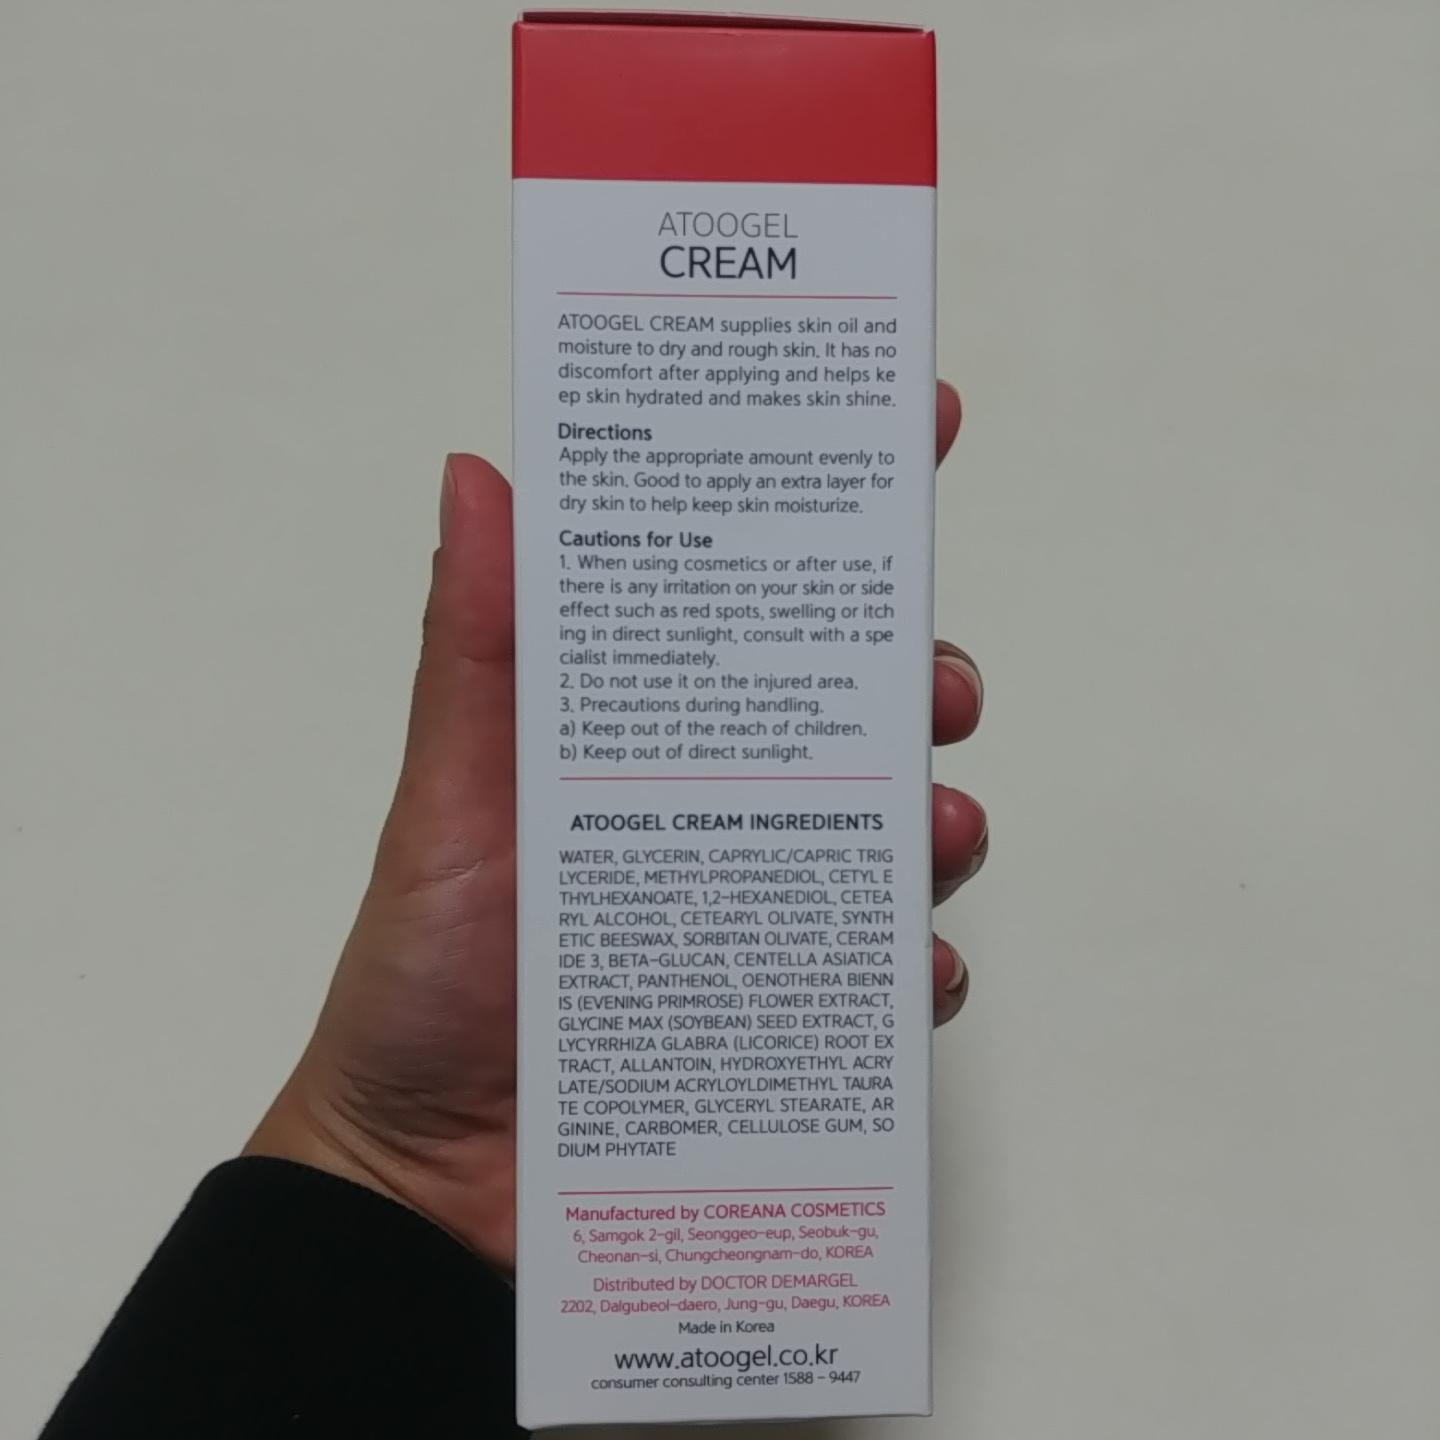 ATOOGEL
CREAM
ATOOGEL CREAM supplies skin oil and
moisture to dry and rough skin. It has no
discomfort after applying and helps ke
ep skin hydrated and makes skin shine.
Directions
Apply the appropriate amount evenly to
the skin. Good to apply an extra layer for
dry skin to help keep skin moisturize.
Cautions for Use
1. When using cosmetics or after use, if
there is any irritation on your skin or side
effect such as red spots, swelling or itch
ing in direct sunlight, consult with a spe
cialist immediately.
2. Do not use it on the injured area.
3. Precautions during handling.
a) Keep out of the reach of children.
b) Keep out of direct sunlight.
ATOOGEL CREAM INGREDIENTS
WATER, GLYCERIN, CAPRYLIC/CAPRIC TRIG
LYCERIDE, METHYLPROPANEDIOL, CETYL E
THYLHEXANOATE, 1,2-HEXANEDIOL, CETEA
RYL ALCOHOL, CETEARYL OLIVATE, SYNTH
ETIC BEESWAX, SORBITAN OLIVATE, CERAM
IDE 3, BETA-GLUCAN, CENTELLA ASIATICA
EXTRACT, PANTHENOL, OENOTHERA BIENN
IS (EVENING PRIMROSE) FLOWER EXTRACT,
GLYCINE MAX (SOYBEAN) SEED EXTRACT, G
LYCYRRHIZA GLABRA (LICORICE) ROOT EX
TRACT, ALLANTOIN, HYDROXYETHYL ACRY
LATE/SODIUM ACRYLOYLDIMETHYL TAURA
TE COPOLYMER, GLYCERYL STEARATE, AR
GININE, CARBOMER, CELLULOSE GUM, SO
DIUM PHYTATE
Manufactured by COREANA COSMETICS
6, Samgok 2-gil, Seonggeo-eup, Seobuk-gu,
Cheonan-si, Chungcheongnam-do, KOREA
Distributed by DOCTOR DEMARGEL
2202, Dalgubeol-daero, Jung-gu, Daegu, KOREA
Made in Korea
www.atoogel.co.kr
consumer consulting center 1588 - 9447